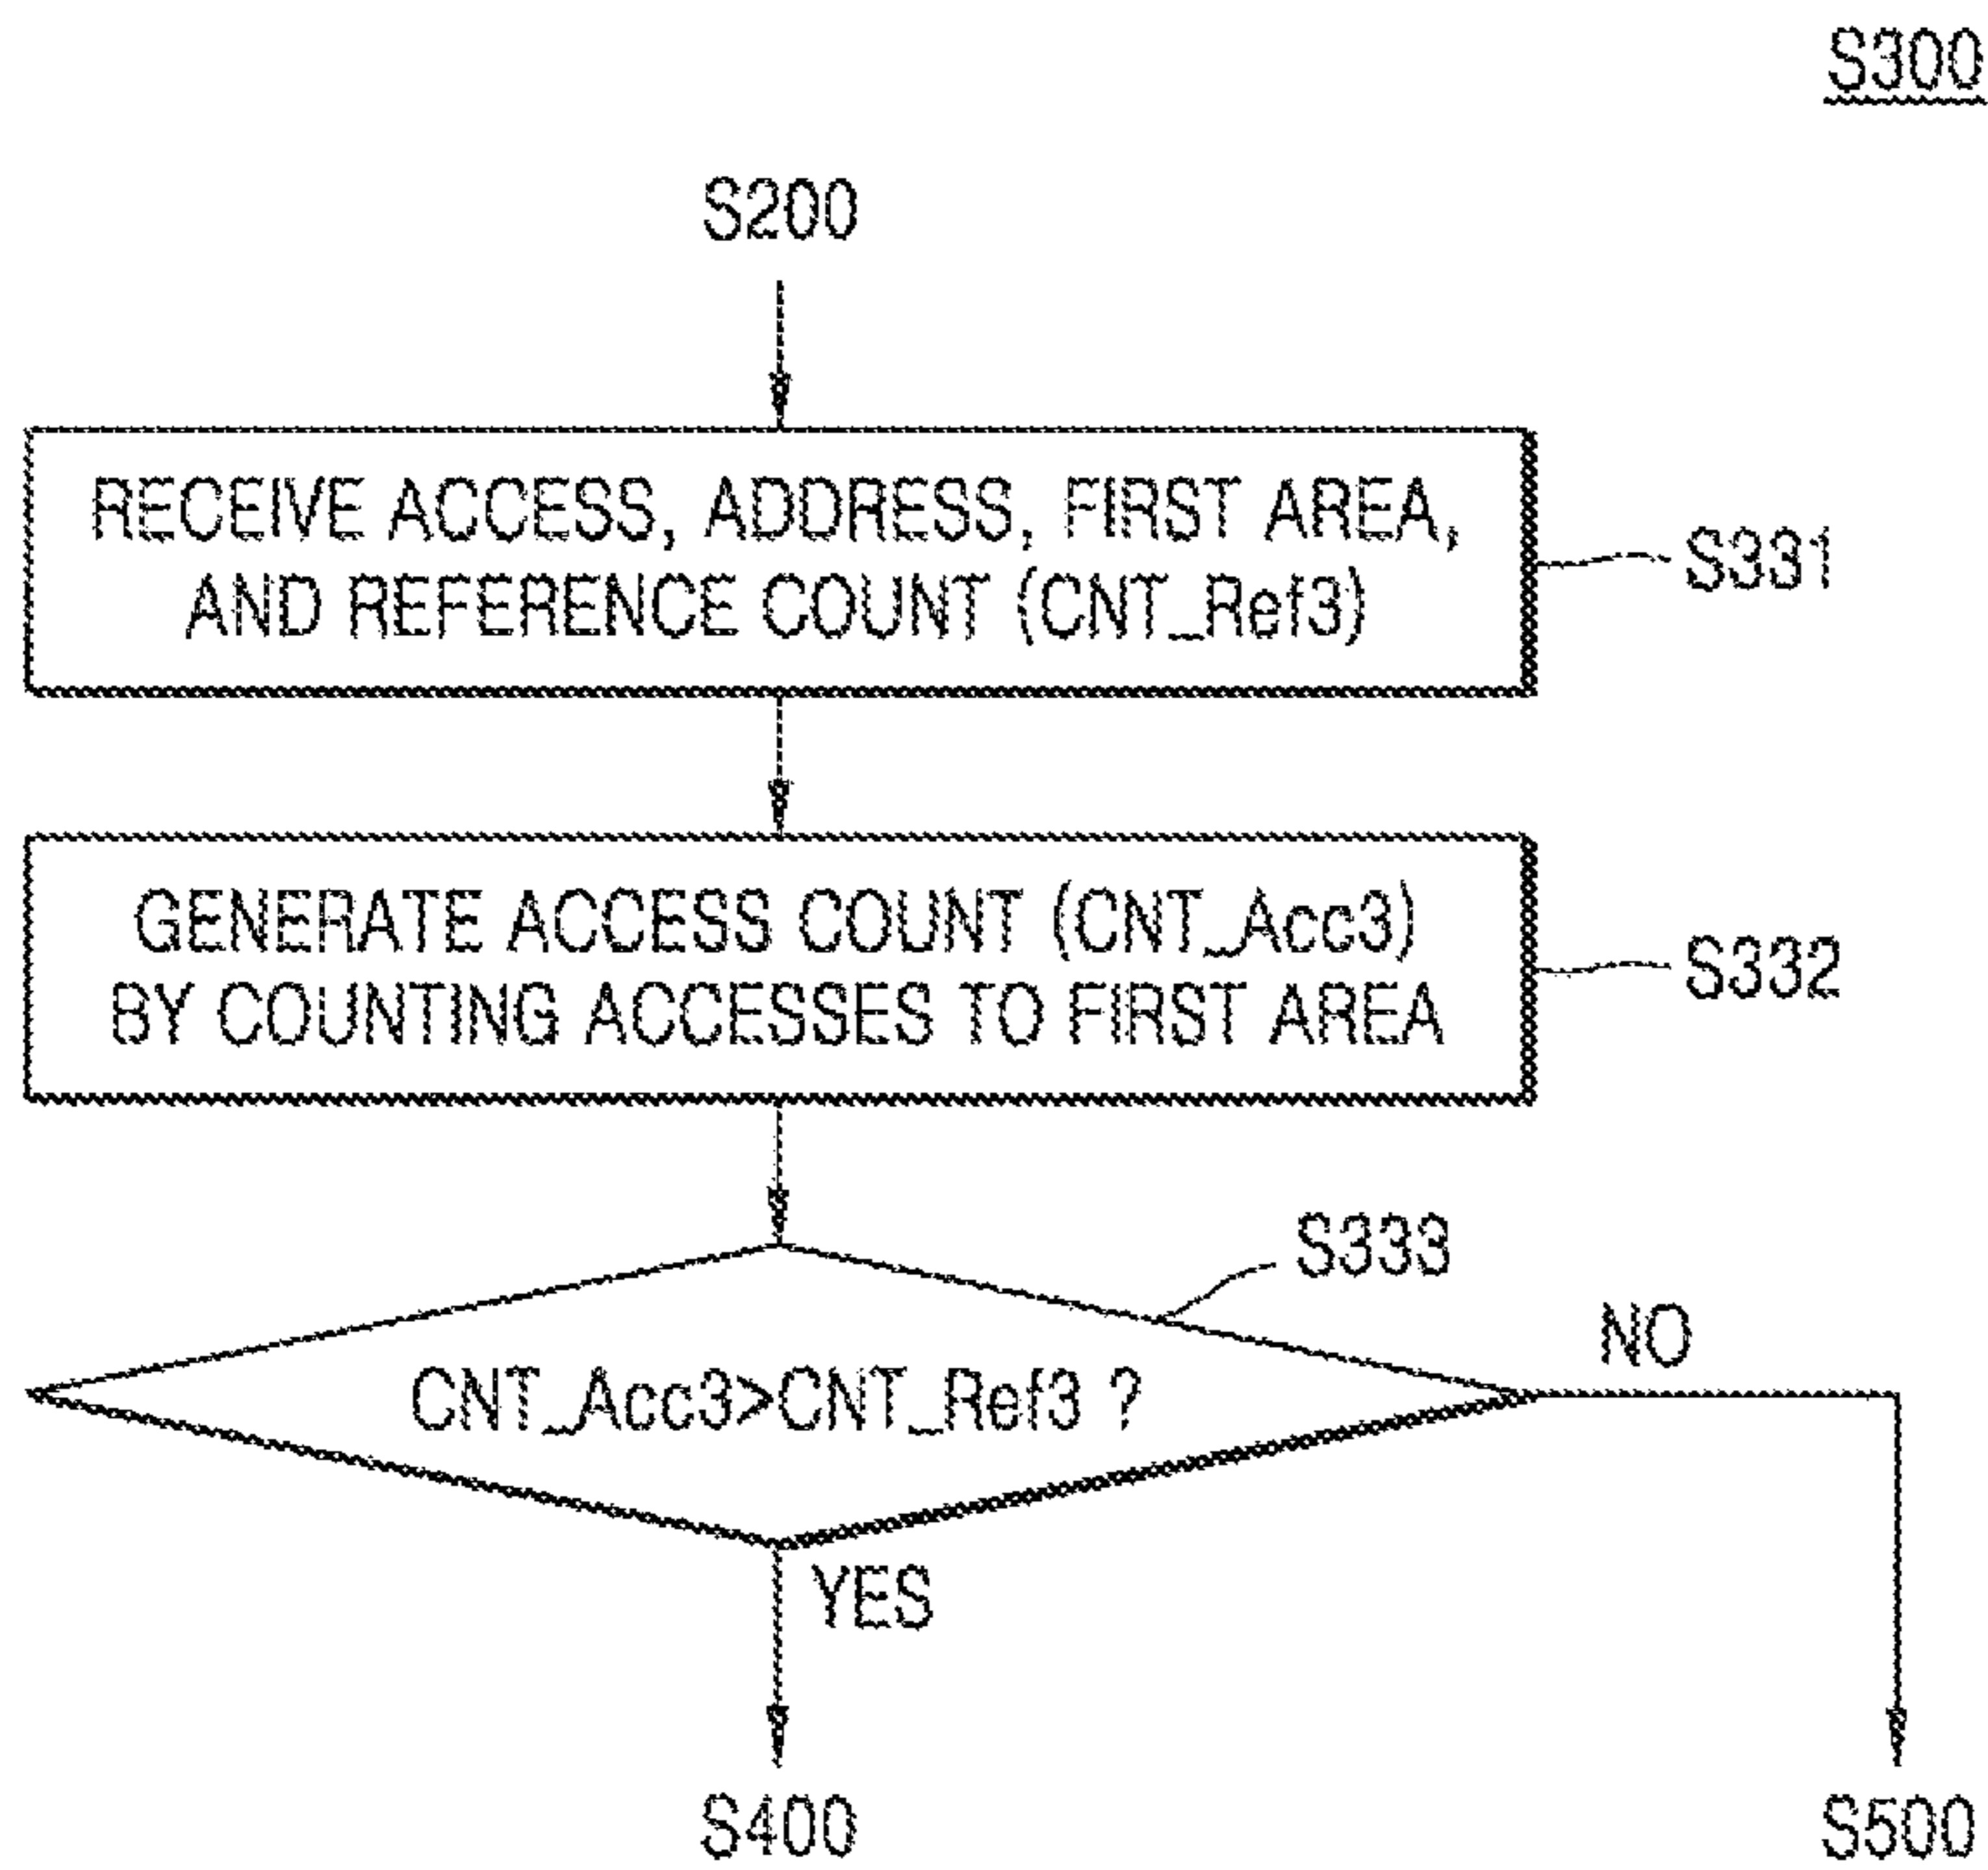 S300
S200
RECEIVE ACCESS, ADDRESS, FIRST AREA,
AND REFERENCE COUNT (CNT_Ref3)
S331
GENERATE ACCESS COUNT (CNT_Acc3)
BY COUNTING ACCESSES TO FIRST AREA
S332
S333
CNT_Acc3>CNT_Ref3 ?
NO
YES
S400
S500